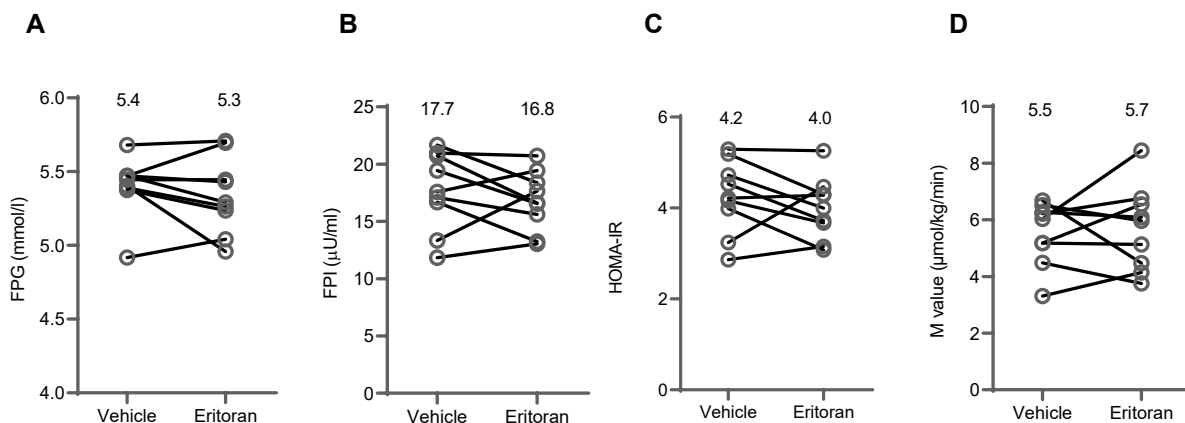 A
B
C
D
5.4 5.3
FPG (mmol/l)
6.0
5.5
5.0
4.5
4.0
Vehicle Eritoran
17.7 16.8
FPI (μU/ml)
25
20
15
10
5
0
Vehicle Eritoran
4.2 4.0
HOMA-IR
6
4
2
0
Vehicle Eritoran
5.5 5.7
M value (μmol/kg/min)
10
8
6
4
2
0
Vehicle Eritoran